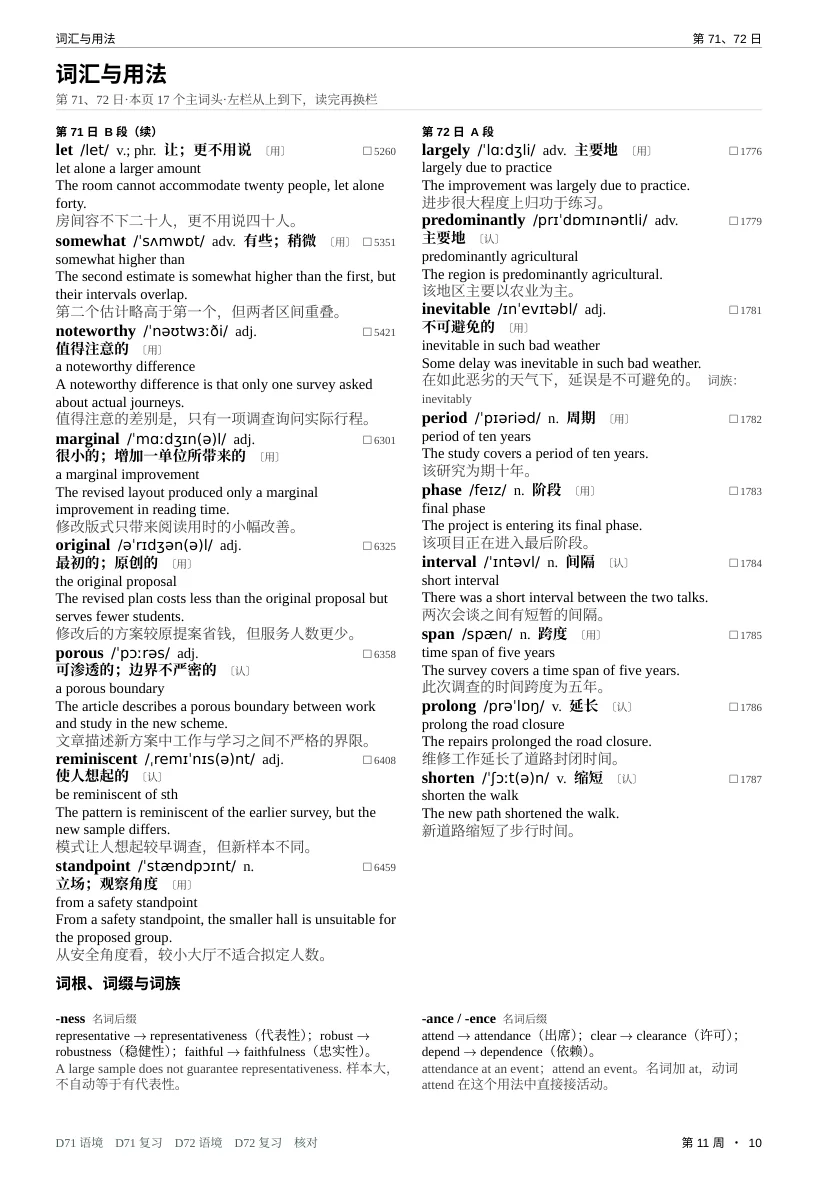 词汇与用法
第 71、72 日
词汇与用法
第 71、72 日·本页 17 个主词头·左栏从上到下，读完再换栏
第 71 日 B 段（续）
let /let/ v.; phr. 让；更不用说 〔用〕 □5260
let alone a larger amount
The room cannot accommodate twenty people, let alone
forty.
房间容不下二十人，更不用说四十人。
somewhat /ˈsʌmwɒt/ adv. 有些；稍微 〔用〕 □5351
somewhat higher than
The second estimate is somewhat higher than the first, but
their intervals overlap.
第二个估计略高于第一个，但两者区间重叠。
noteworthy /ˈnəʊtwɜːði/ adj. □5421
值得注意的 〔用〕
a noteworthy difference
A noteworthy difference is that only one survey asked
about actual journeys.
值得注意的差别是，只有一项调查询问实际行程。
marginal /ˈmɑːdʒɪn(ə)l/ adj. □6301
很小的；增加一单位所带来的 〔用〕
a marginal improvement
The revised layout produced only a marginal
improvement in reading time.
修改版式只带来阅读用时的小幅改善。
original /əˈrɪdʒən(ə)l/ adj. □6325
最初的；原创的 〔用〕
the original proposal
The revised plan costs less than the original proposal but
serves fewer students.
修改后的方案较原提案省钱，但服务人数更少。
porous /ˈpɔːrəs/ adj. □6358
可渗透的；边界不严密的 〔认〕
a porous boundary
The article describes a porous boundary between work
and study in the new scheme.
文章描述新方案中工作与学习之间不严格的界限。
reminiscent /ˌremɪˈnɪs(ə)nt/ adj. □6408
使人想起的 〔认〕
be reminiscent of sth
The pattern is reminiscent of the earlier survey, but the
new sample differs.
模式让人想起较早调查，但新样本不同。
standpoint /ˈstændpɔɪnt/ n. □6459
立场；观察角度 〔用〕
from a safety standpoint
From a safety standpoint, the smaller hall is unsuitable for
the proposed group.
从安全角度看，较小大厅不适合拟定人数。
第 72 日 A 段
largely /ˈlɑːdʒli/ adv. 主要地 〔用〕 □1776
largely due to practice
The improvement was largely due to practice.
进步很大程度上归功于练习。
predominantly /prɪˈdɒmɪnəntli/ adv. □1779
主要地 〔认〕
predominantly agricultural
The region is predominantly agricultural.
该地区主要以农业为主。
inevitable /ɪnˈevɪtəbl/ adj. □1781
不可避免的 〔用〕
inevitable in such bad weather
Some delay was inevitable in such bad weather.
在如此恶劣的天气下，延误是不可避免的。 词族：
inevitably
period /ˈpɪəriəd/ n. 周期 〔用〕 □1782
period of ten years
The study covers a period of ten years.
该研究为期十年。
phase /feɪz/ n. 阶段 〔用〕 □1783
final phase
The project is entering its final phase.
该项目正在进入最后阶段。
interval /ˈɪntəvl/ n. 间隔 〔认〕 □1784
short interval
There was a short interval between the two talks.
两次会谈之间有短暂的间隔。
span /spæn/ n. 跨度 〔用〕 □1785
time span of five years
The survey covers a time span of five years.
此次调查的时间跨度为五年。
prolong /prəˈlɒŋ/ v. 延长 〔认〕 □1786
prolong the road closure
The repairs prolonged the road closure.
维修工作延长了道路封闭时间。
shorten /ˈʃɔːt(ə)n/ v. 缩短 〔认〕 □1787
shorten the walk
The new path shortened the walk.
新道路缩短了步行时间。
词根、词缀与词族
-ness 名词后缀
representative → representativeness（代表性）；robust →
robustness（稳健性）；faithful → faithfulness（忠实性）。
A large sample does not guarantee representativeness. 样本大，
不自动等于有代表性。
-ance / -ence 名词后缀
attend → attendance（出席）；clear → clearance（许可）；
depend → dependence（依赖）。
attendance at an event；attend an event。名词加 at，动词
attend 在这个用法中直接接活动。
D71 语境 D71 复习 D72 语境 D72 复习 核对
第 11 周 · 10